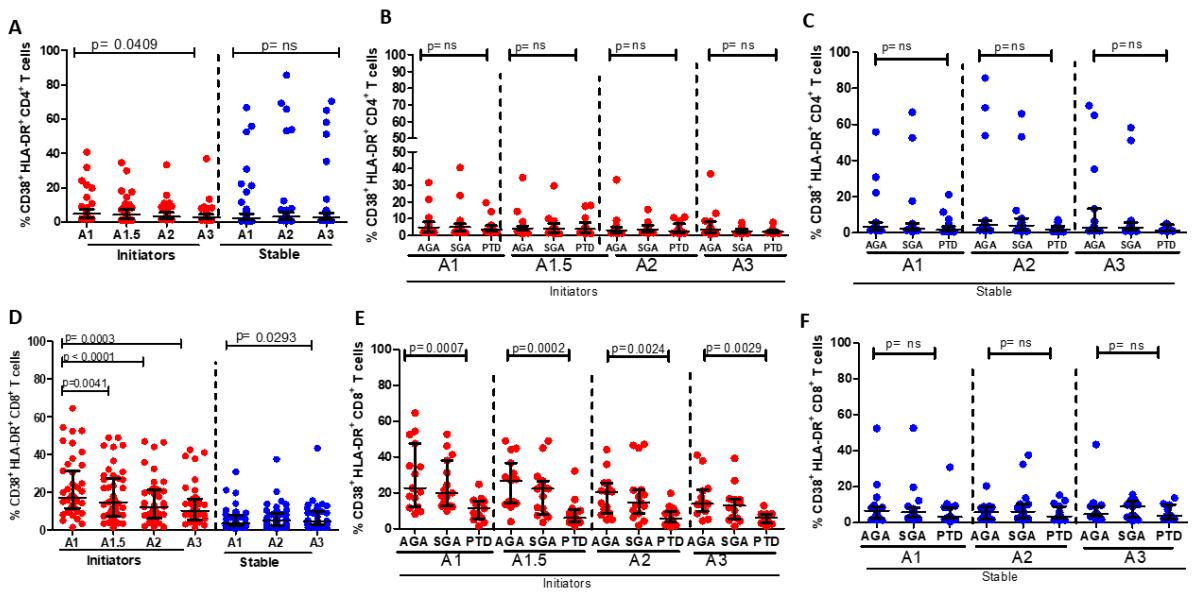 A
% CD38+ HLA-DR+ CD4+ T cells
p= 0.0409
p= ns
100
80
60
40
20
0
A1 A1.5 A2 A3 A1 A2 A3
Initiators Stable
B
% CD38+ HLA-DR+ CD4+ T cells
p= ns p= ns p= ns p= ns
100
90
80
70
60
50
50
40
30
20
10
0
AGA SGA PTD AGA SGA PTD AGA SGA PTD AGA SGA PTD
A1 A1.5 A2 A3
Initiators
C
% CD38+ HLA-DR+ CD4+ T cells
p= ns p= ns p= ns
100
80
60
40
20
0
AGA SGA PTD AGA SGA PTD AGA SGA PTD
A1 A2 A3
Stable
D
% CD38+ HLA-DR+ CD8+ T cells
p= 0.0003
p < 0.0001
p=0.0041
p= 0.0293
100
80
60
40
20
0
A1 A1.5 A2 A3 A1 A2 A3
Initiators Stable
E
% CD38+ HLA-DR+ CD8+ T cells
p=0.0007 p=0.0002 p=0.0024 p=0.0029
100
80
60
40
20
0
AGA SGA PTD AGA SGA PTD AGA SGA PTD AGA SGA PTD
A1 A1.5 A2 A3
Initiators
F
% CD38+ HLA-DR+ CD8+ T cells
p= ns p= ns p= ns
100
80
60
40
20
0
AGA SGA PTD AGA SGA PTD AGA SGA PTD
A1 A2 A3
Stable